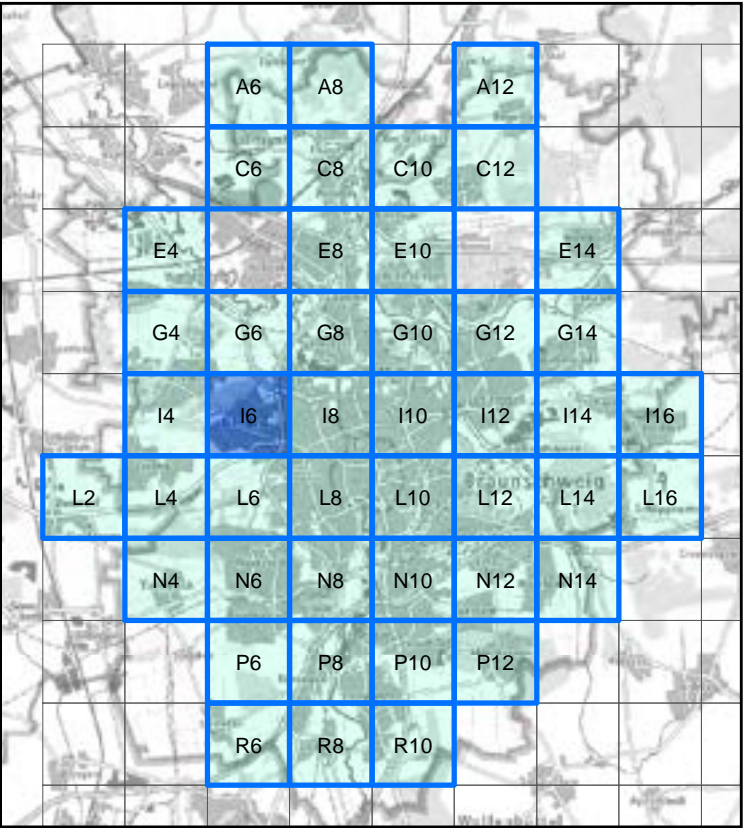 A6 A8 A12
C6 C8 C10 C12
E4 E8 E10 E14
G4 G6 G8 G10 G12 G14
I4 I6 I8 I10 I12 I14 I16
Braunschweig
L2 L4 L6 L8 L10 L12 L14 L16
N4 N6 N8 N10 N12 N14
P6 P8 P10 P12
R6 R8 R10
Wolfenbüttel